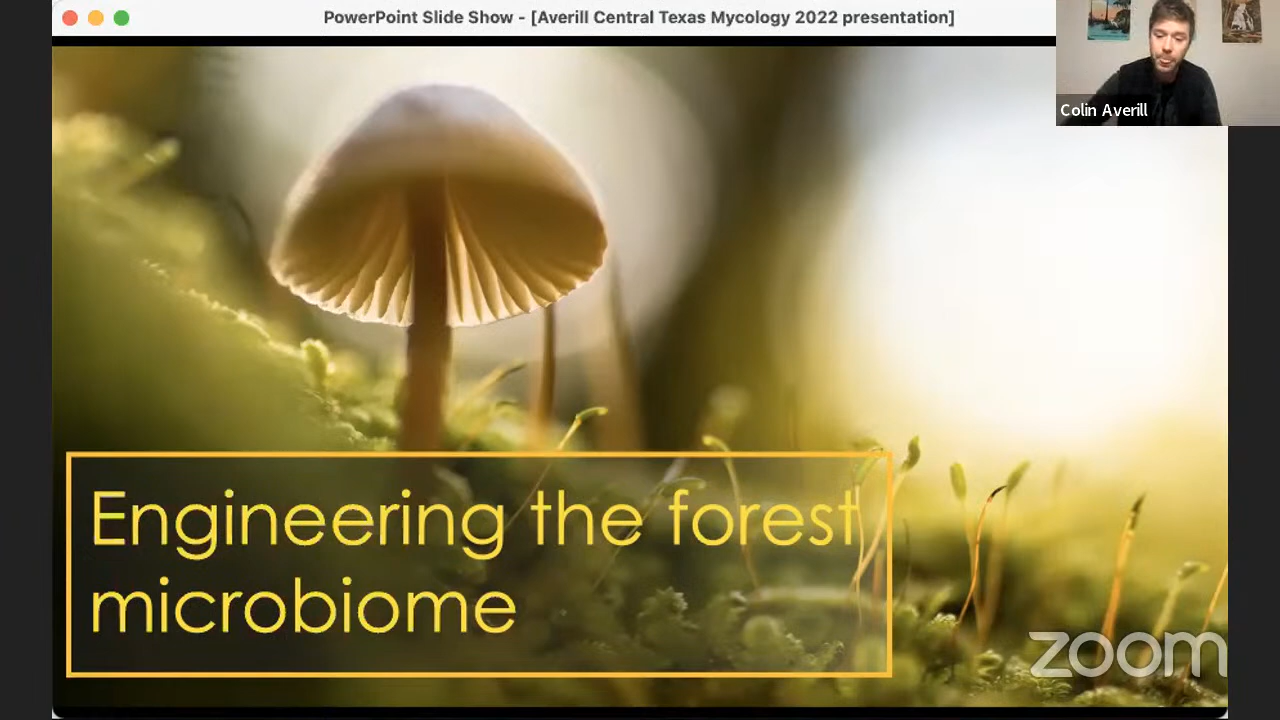 PowerPoint Slide Show - [Averill Central Texas Mycology 2022 presentation]
Colin Averill
Engineering the forest
microbiome
zoom